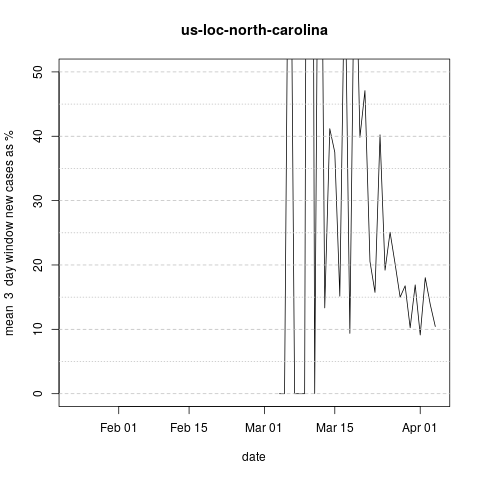 us-loc-north-carolina
mean 3 day window new cases as %
50
40
30
20
10
0
Feb 01 Feb 15 Mar 01 Mar 15 Apr 01
date